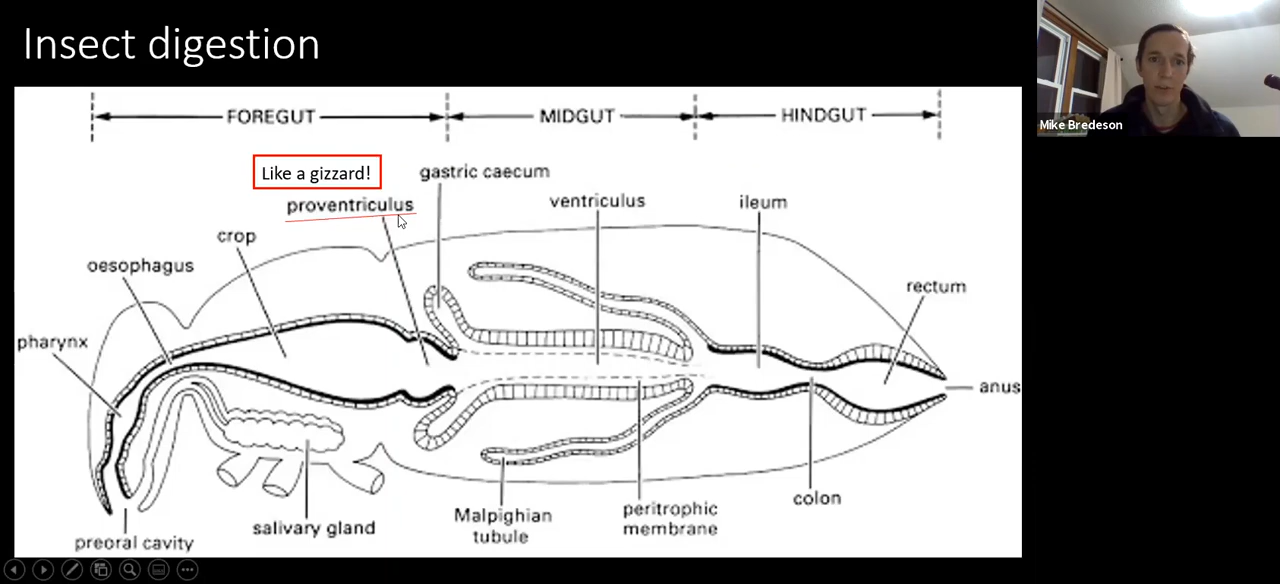 Insect digestion
Mike Bredeson
FOREGUT
MIDGUT
HINDGUT
Like a gizzard!
gastric caecum
proventriculus
ventriculus
ileum
crop
oesophagus
rectum
pharynx
anus
colon
Malpighian
tubule
peritrophic
membrane
salivary gland
preoral cavity